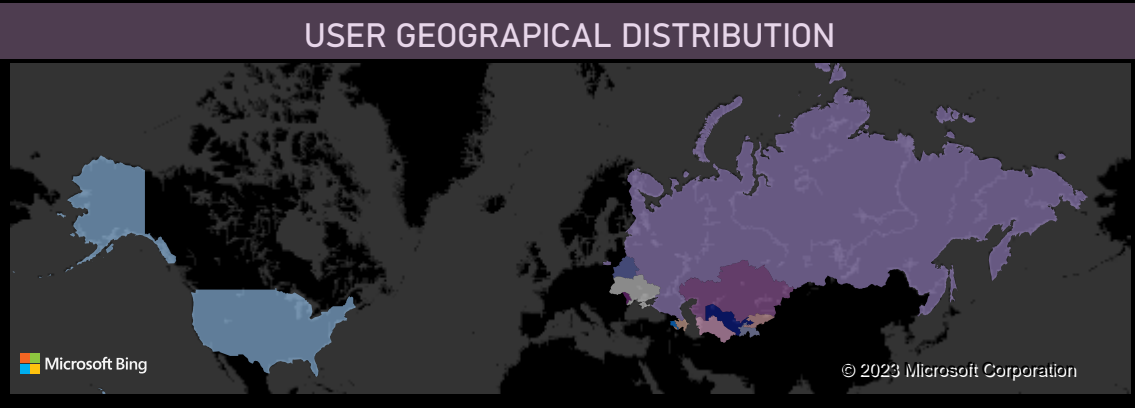 USER GEOGRAPICAL DISTRIBUTION
Microsoft Bing
© 2023 Microsoft Corporation